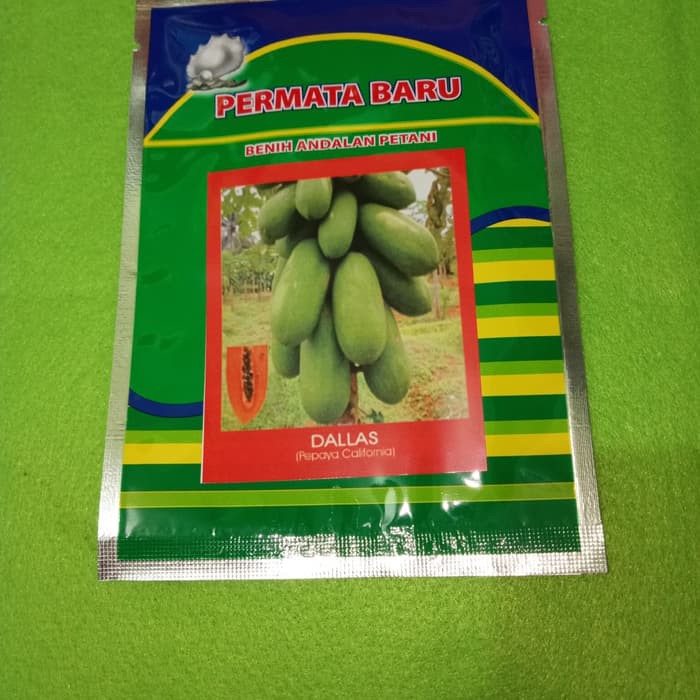 PERMATA BARU
BENIH ANDALAN PETANI
DALLAS
(Pepaya California)